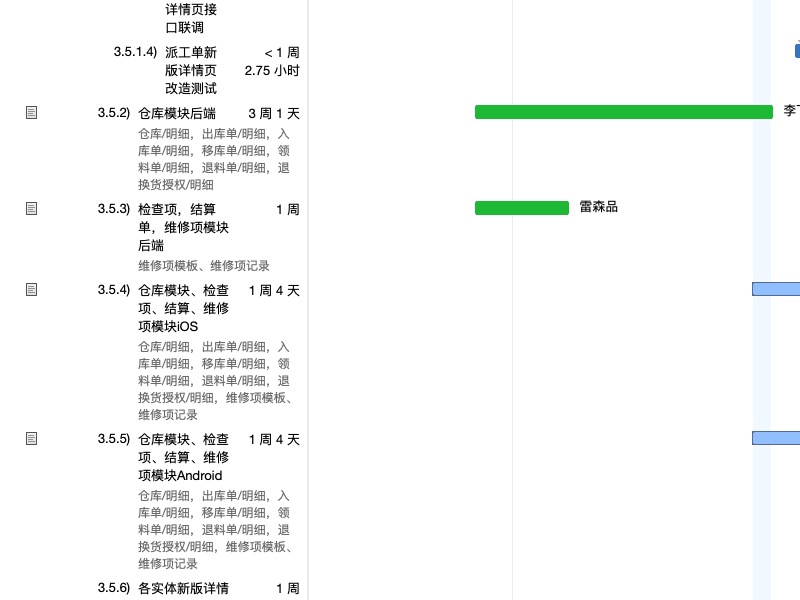 详情页接
口联调
3.5.1.4) 派工单新 < 1 周
版详情页 2.75 小时
改造测试
3.5.2) 仓库模块后端 3 周 1 天
仓库/明细，出库单/明细，入
库单/明细，移库单/明细，领
料单/明细，退料单/明细，退
换货授权/明细
3.5.3) 检查项，结算 1 周
单，维修项模块
后端
雷森品
维修项模板、维修项记录
3.5.4) 仓库模块、检查 1 周 4 天
项、结算、维修
项模块iOS
仓库/明细，出库单/明细，入
库单/明细，移库单/明细，领
料单/明细，退料单/明细，退
换货授权/明细，维修项模板、
维修项记录
3.5.5) 仓库模块、检查 1 周 4 天
项、结算、维修
项模块Android
仓库/明细，出库单/明细，入
库单/明细，移库单/明细，领
料单/明细，退料单/明细，退
换货授权/明细，维修项模板、
维修项记录
3.5.6) 各实体新版详情 1 周